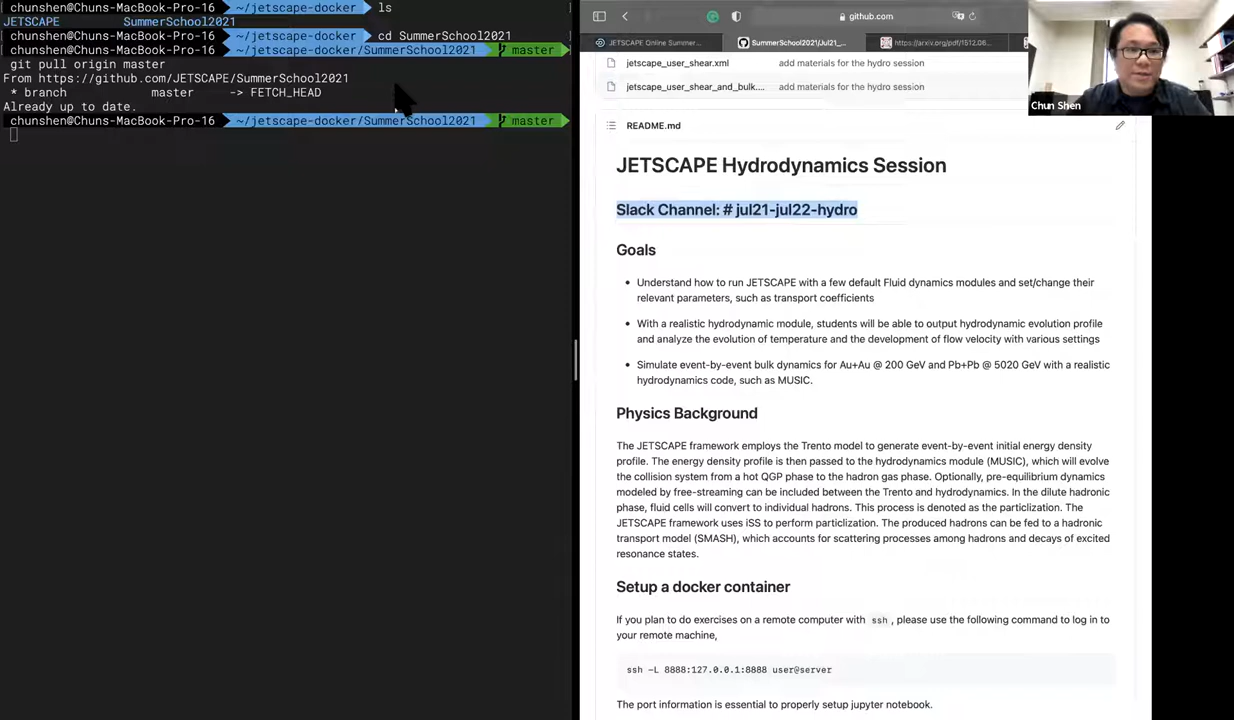 chunshen@Chuns-MacBook-Pro-16 ~/jetscape-docker ls
JETSCAPE SummerSchool2021
chunshen@Chuns-MacBook-Pro-16 ~/jetscape-docker cd SummerSchool2021
chunshen@Chuns-MacBook-Pro-16 ~/jetscape-docker/SummerSchool2021 master
git pull origin master
From https://github.com/JETSCAPE/SummerSchool2021
* branch master -> FETCH_HEAD
Already up to date.
chunshen@Chuns-MacBook-Pro-16 ~/jetscape-docker/SummerSchool2021 master
github.com
JETSCAPE Online Summer...
SummerSchool2021/Jul21_...
https://arxiv.org/pdf/1512.06...
Chun Shen
jetscape_user_shear.xml add materials for the hydro session
jetscape_user_shear_and_bulk.... add materials for the hydro session
README.md
JETSCAPE Hydrodynamics Session
Slack Channel: # jul21-jul22-hydro
Goals
• Understand how to run JETSCAPE with a few default Fluid dynamics modules and set/change their
relevant parameters, such as transport coefficients
• With a realistic hydrodynamic module, students will be able to output hydrodynamic evolution profile
and analyze the evolution of temperature and the development of flow velocity with various settings
• Simulate event-by-event bulk dynamics for Au+Au @ 200 GeV and Pb+Pb @ 5020 GeV with a realistic
hydrodynamics code, such as MUSIC.
Physics Background
The JETSCAPE framework employs the Trento model to generate event-by-event initial energy density
profile. The energy density profile is then passed to the hydrodynamics module (MUSIC), which will evolve
the collision system from a hot QGP phase to the hadron gas phase. Optionally, pre-equilibrium dynamics
modeled by free-streaming can be included between the Trento and hydrodynamics. In the dilute hadronic
phase, fluid cells will convert to individual hadrons. This process is denoted as the particlization. The
JETSCAPE framework uses iSS to perform particlization. The produced hadrons can be fed to a hadronic
transport model (SMASH), which accounts for scattering processes among hadrons and decays of excited
resonance states.
Setup a docker container
If you plan to do exercises on a remote computer with ssh , please use the following command to log in to
your remote machine,
ssh -L 8888:127.0.0.1:8888 user@server
The port information is essential to properly setup jupyter notebook.